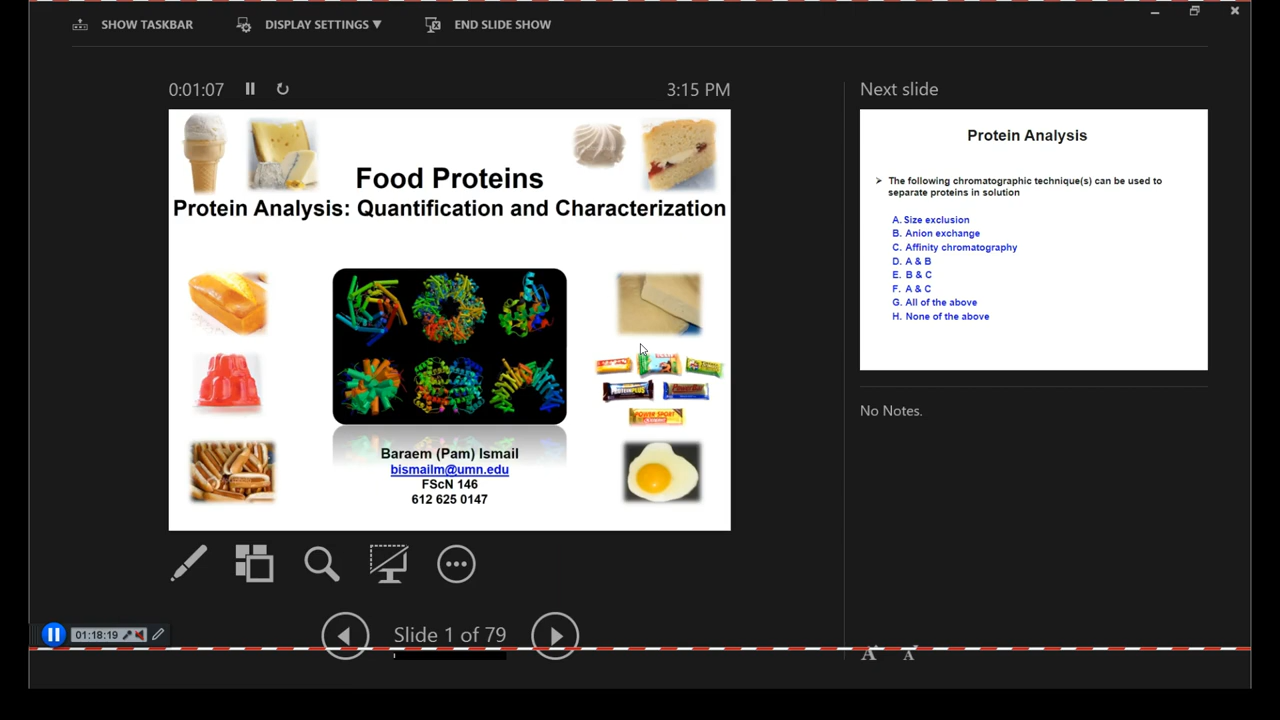 SHOW TASKBAR
DISPLAY SETTINGS ▼
END SLIDE SHOW
0:01:07
3:15 PM
Food Proteins
Protein Analysis: Quantification and Characterization
Baraem (Pam) Ismail
bismailm@umn.edu
FScN 146
612 625 0147
Slide 1 of 79
01:18:19
Next slide
Protein Analysis
➢ The following chromatographic technique(s) can be used to
separate proteins in solution
A. Size exclusion
B. Anion exchange
C. Affinity chromatography
D. A & B
E. B & C
F. A & C
G. All of the above
H. None of the above
No Notes.
A
A